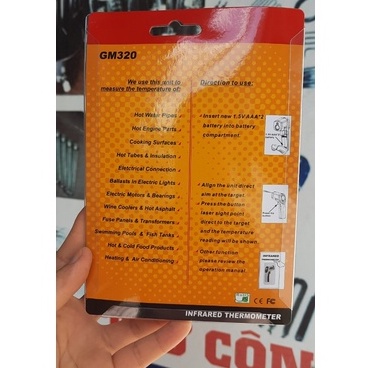 GM320
We use this unit to
measure the temperature of:
Hot Water Pipes
Hot Engine Parts
Cooking Surfaces
Hot Tubes & Insulation
Electrical Connection
Ballasts in Electric Lights
Electric Motors & Bearings
Wine Coolers & Hot Asphalt
Fuse Panels & Transformers
Swimming Pools & Fish Tanks
Hot & Cold Food Products
Heating & Air Conditioning
Direction to use:
Insert new 1.5V AAA*2
battery into battery
compartment.
Align the unit direct
aim at the target.
Press the button
laser sight point
direct to the target
and the temperature
reading will be shown
Other function
please review the
operation manual
INFRARED
CE FC
INFRARED THERMOMETER
CÔN